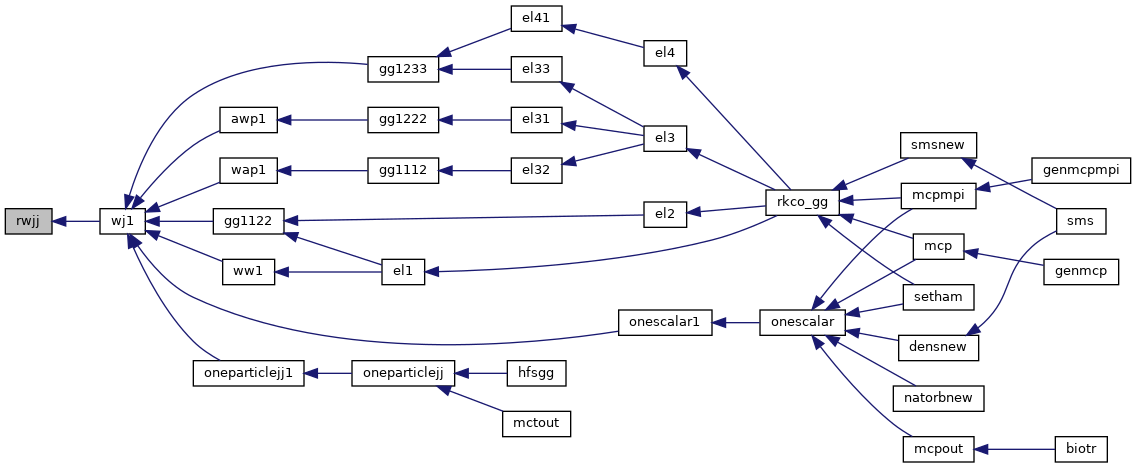 el41
el4
gg1233
el33
awp1
gg1222
el31
el3
smsnew
wap1
gg1112
el32
genmcpmpi
mcpmpi
rkco_gg
rwjj
wj1
gg1122
el2
sms
mcp
ww1
el1
genmcp
setham
onescalar1
onescalar
densnew
oneparticlejj1
oneparticlejj
hfsgg
natorbnew
mctout
mcpout
biotr